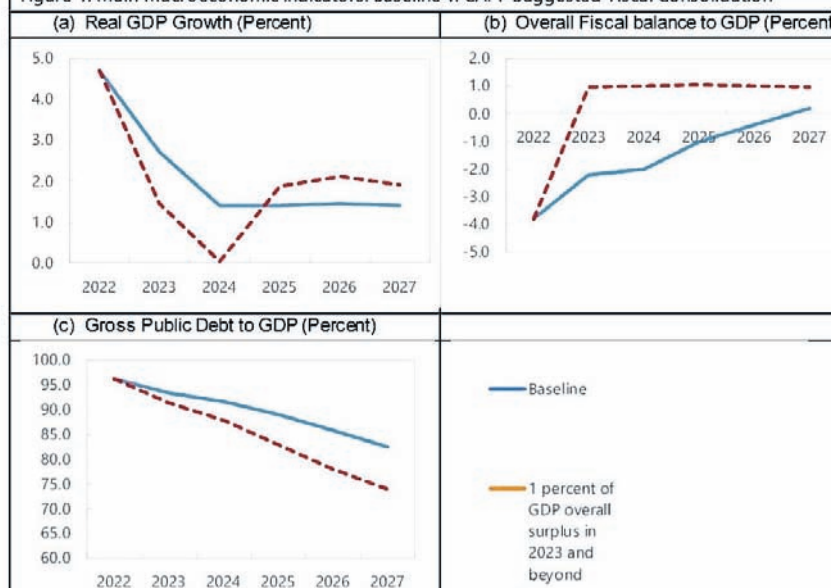 (a) Real GDP Growth (Percent)
5.0
4.0
3.0
2.0
1.0
0.0
2022 2023 2024 2025 2026 2027
(b) Overall Fiscal balance to GDP (Percent
2.0
1.0
0.0
-1.0
-2.0
-3.0
-4.0
-5.0
2022 2023 2024 2025 2026 2027
(c) Gross Public Debt to GDP (Percent)
100.0
95.0
90.0
85.0
80.0
75.0
70.0
65.0
60.0
2022 2023 2024 2025 2026 2027
Baseline
1 percent of
GDP overall
surplus in
2023 and
beyond